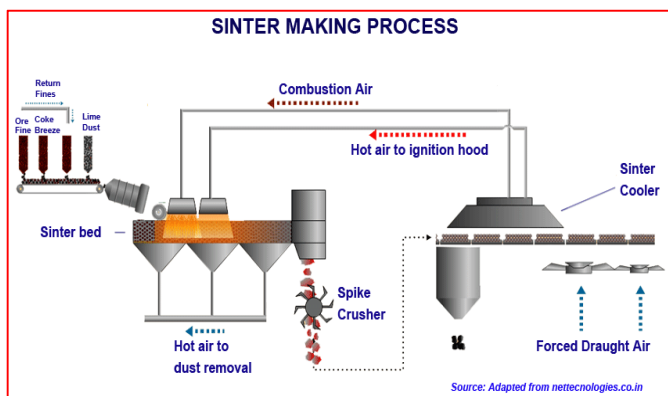 SINTER MAKING PROCESS
Return
Fines
Ore
Fine
Coke
Breeze
Lime
Dust
Combustion Air
Hot air to ignition hood
Sinter
Cooler
Sinter bed
Spike
Crusher
Hot air to
dust removal
Forced Draught Air
Source: Adapted from nettecnologies.co.in